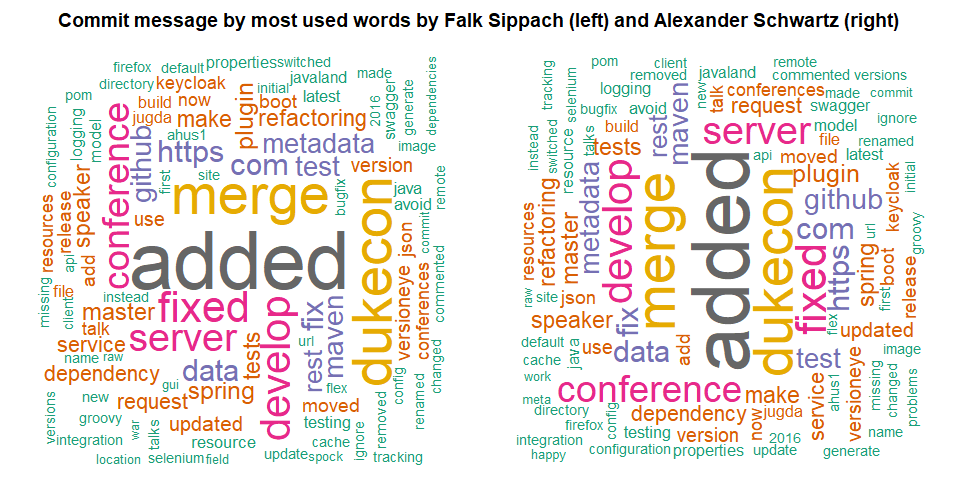 Commit message by most used words by Falk Sippach (left) and Alexander Schwartz (right)
firefox
default
properties
switched
directory
keycloak
initial
javaland
made
pom
build
now
boot
latest
2016
swagger
generate
dependencies
configuration
logging
model
jugda
make
plugin
refactoring
conference
github
ahus1
https
metadata
image
first
site
com
test
version
resources
release
speaker
merge
bugfix
java
avoid
remote
use
api
add
added
dukecon
json
commit
missing
file
client
instead
fixed
master
server
develop
fix
maven
versioneye
conferences
commented
talk
service
url
rest
tests
name
raw
data
dependency
gui
spring
flex
config
renamed
changed
versions
new
request
moved
removed
groovy
updated
testing
integration
war
talks
resource
cache
ignore
location
selenium
field
update
spock
tracking
pom
client
remote
tracking
selenium
removed
javaland
commented
versions
logging
new
talk
conferences
made
commit
bugfix
avoid
request
swagger
instead
site
resource
talks
build
tests
rest
maven
server
model
ignore
file
renamed
api
moved
latest
metadata
develop
merge
added
dukecon
plugin
github
keycloak
initial
resources
refactoring
master
com
url
groovy
fixed
https
spring
boot
first
release
raw
site
json
speaker
fix
flex
updated
default
java
use
data
add
test
image
cache
work
conference
make
service
ahus1
versioneye
missing
changed
problems
meta
directory
config
dependency
jugda
firefox
testing
version
now
2016
name
integration
happy
configuration
properties
update
generate